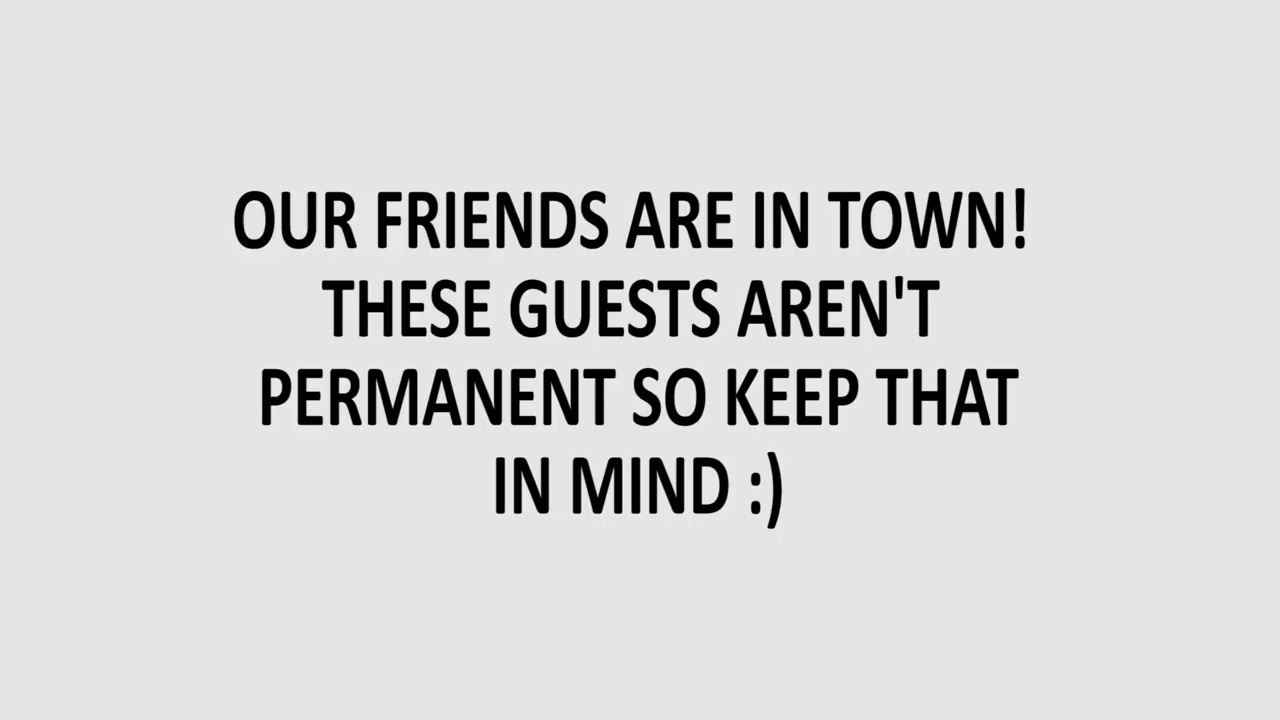 OUR FRIENDS ARE IN TOWN!
THESE GUESTS AREN'T
PERMANENT SO KEEP THAT
IN MIND :)